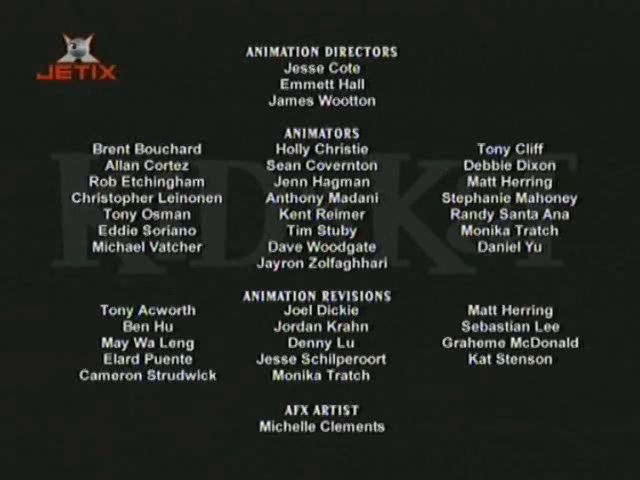 JETIX
ANIMATION DIRECTORS
Jesse Cote
Emmett Hall
James Wootton
ANIMATORS
Brent Bouchard Holly Christie Tony Cliff
Allan Cortez Sean Covernton Debbie Dixon
Rob Etchingham Jenn Hagman Matt Herring
Christopher Leinonen Anthony Madani Stephanie Mahoney
Tony Osman Kent Reimer Randy Santa Ana
Eddie Soriano Tim Stuby Monika Tratch
Michael Vatcher Dave Woodgate Daniel Yu
Jayron Zolfaghhari
ANIMATION REVISIONS
Tony Acworth Joel Dickie Matt Herring
Ben Hu Jordan Krahn Sebastian Lee
May Wa Leng Denny Lu Graheme McDonald
Elard Puente Jesse Schilperoort Kat Stenson
Cameron Strudwick Monika Tratch
AFX ARTIST
Michelle Clements